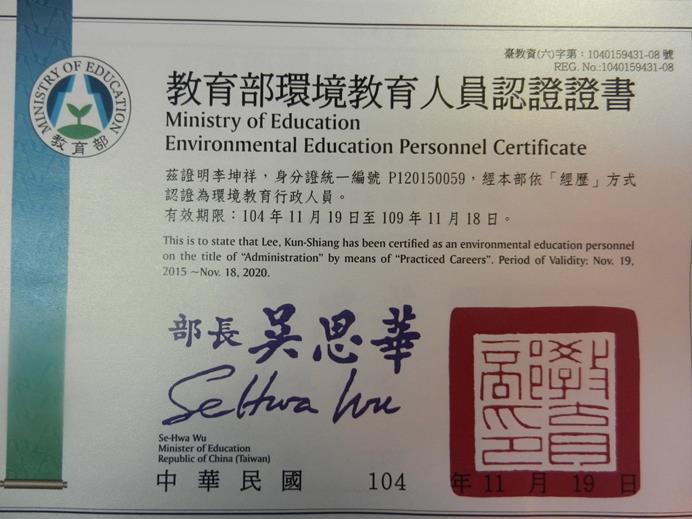 MINISTRY OF EDUCATION
教育部
臺教資(六)字第：1040159431-08 號
REG. No.:1040159431-08
教育部環境教育人員認證證書
Ministry of Education
Environmental Education Personnel Certificate
茲證明李坤祥，身分證統一編號 P120150059，經本部依「經歷」方式
認證為環境教育行政人員。
有效期限：104 年 11 月 19 日至 109 年 11 月 18 日。
This is to state that Lee, Kun-Shiang has been certified as an environmental education personnel
on the title of “Administration” by means of “Practiced Careers”. Period of Validity: Nov. 19,
2015 ~Nov. 18, 2020.
部長 吳思華
SeHwa Wu
Se-Hwa Wu
Minister of Education
Republic of China (Taiwan)
教育部印
中華民國 104 年 11 月 19 日